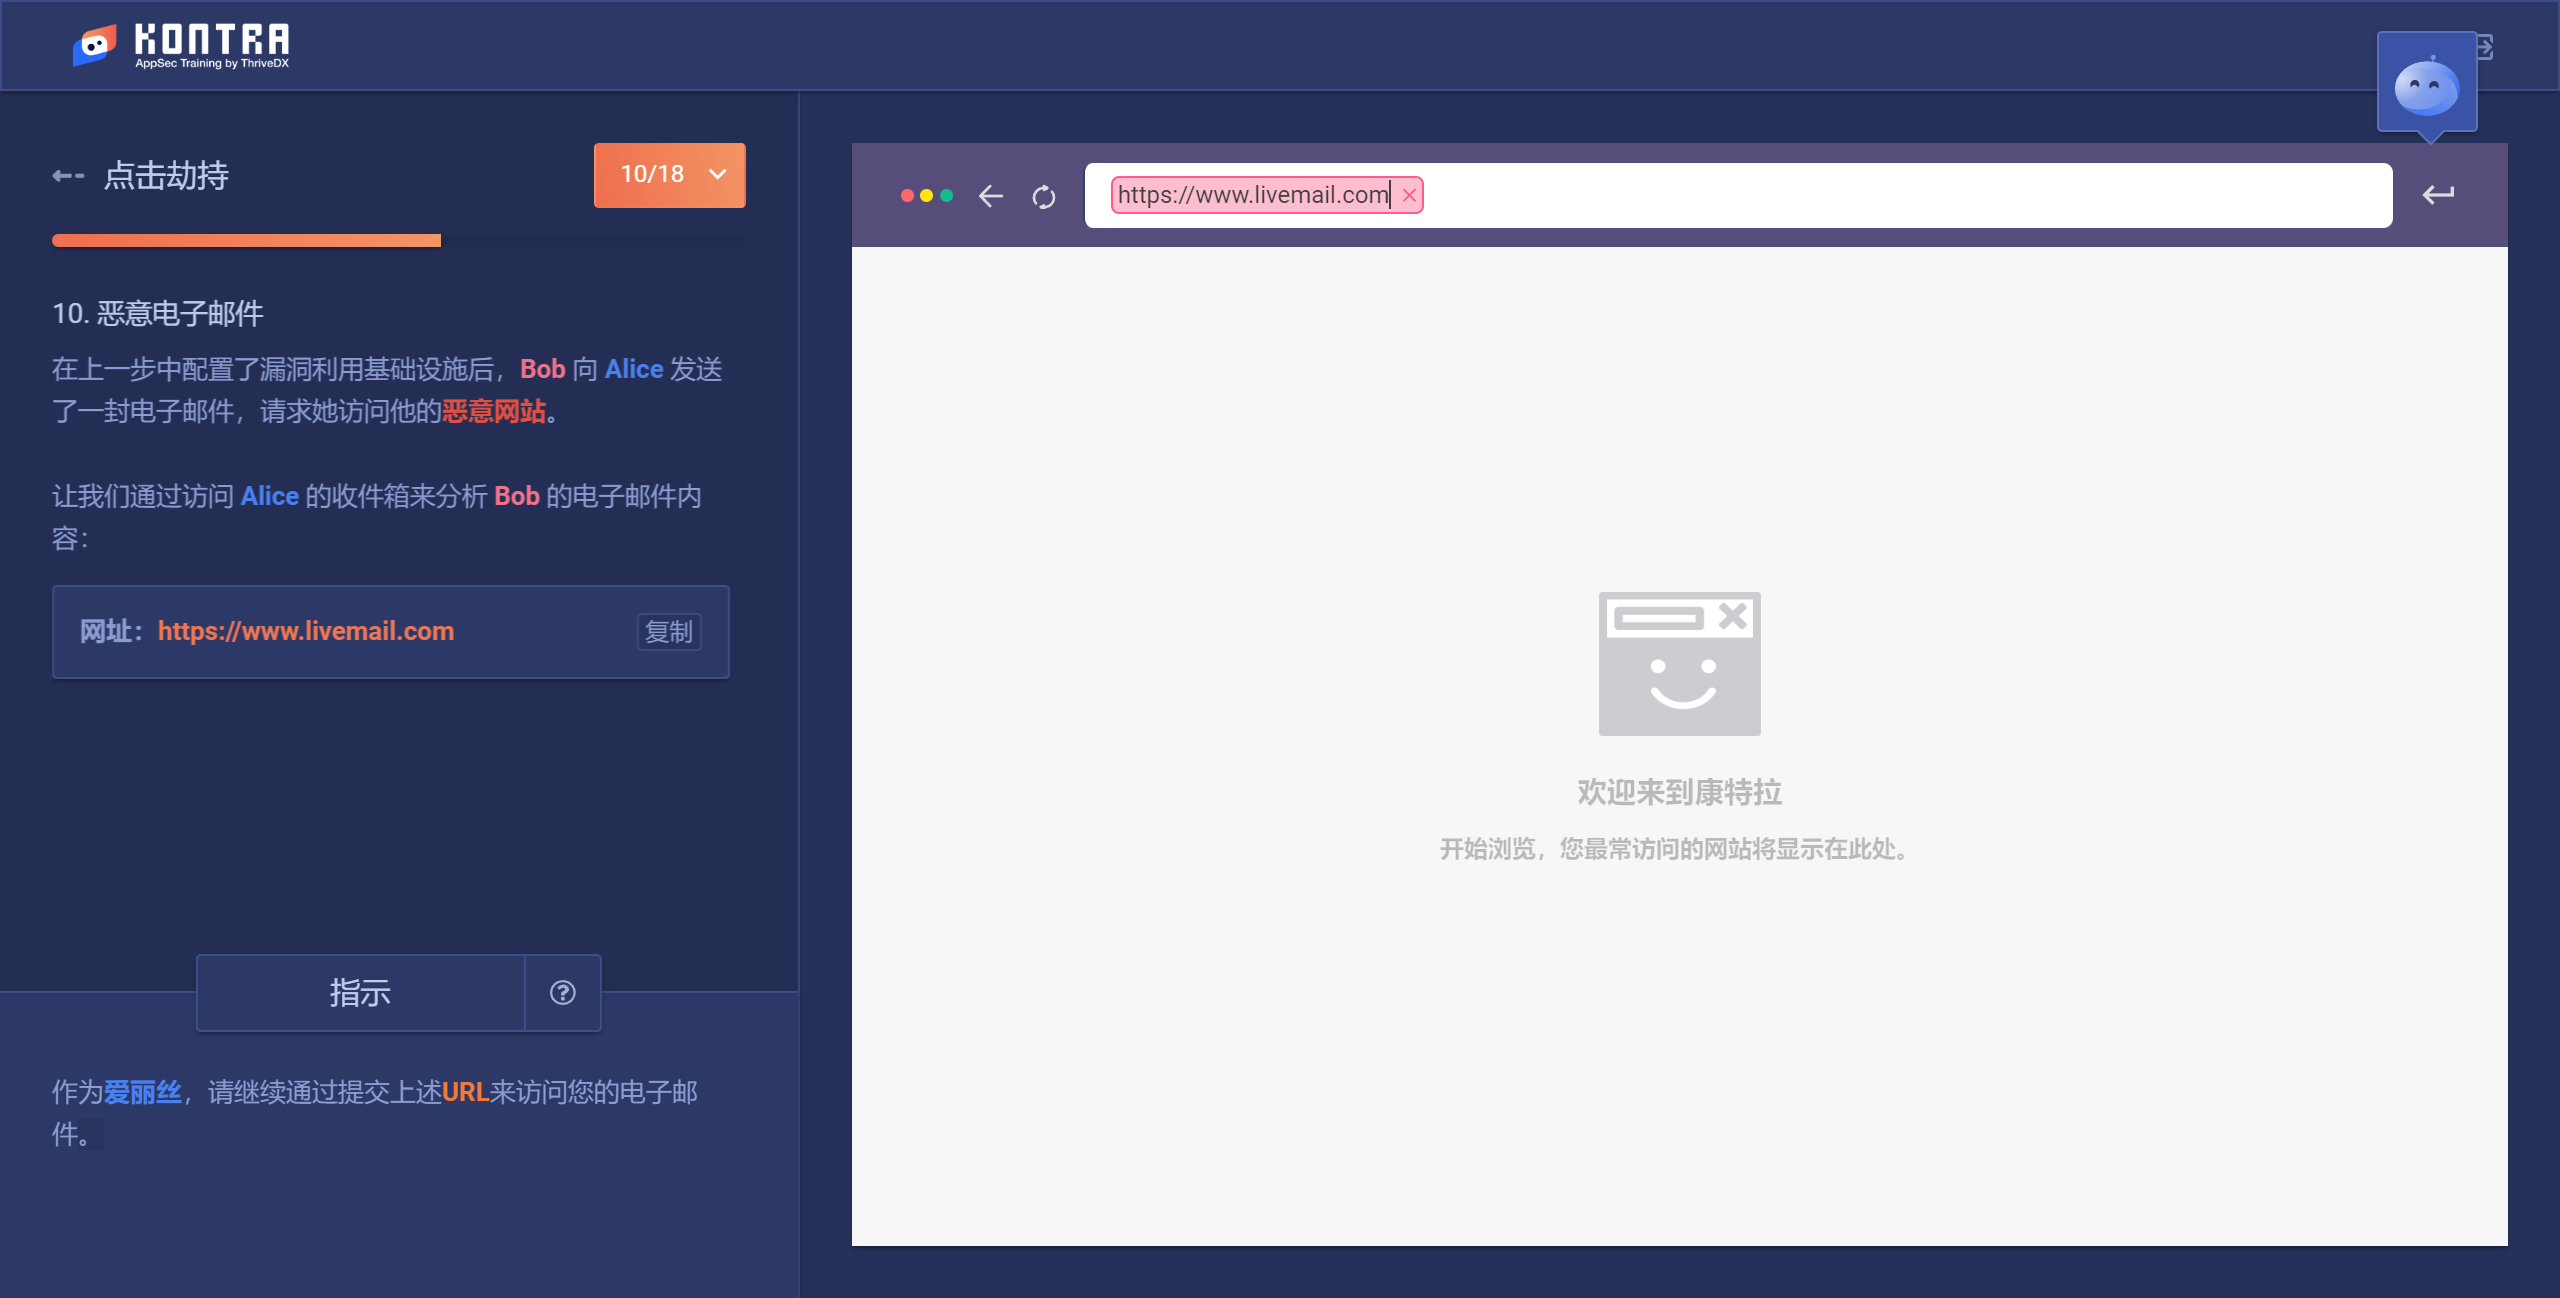 KONTRA
AppSec Training by ThriveDX
点击劫持
10/18
10. 恶意电子邮件
在上一步中配置了漏洞利用基础设施后，Bob 向 Alice 发送
了一封电子邮件，请求她访问他的恶意网站。
让我们通过访问 Alice 的收件箱来分析 Bob 的电子邮件内
容：
网址：https://www.livemail.com
复制
指示
作为爱丽丝，请继续通过提交上述URL来访问您的电子邮
件。
https://www.livemail.com
欢迎来到康特拉
开始浏览，您最常访问的网站将显示在此处。